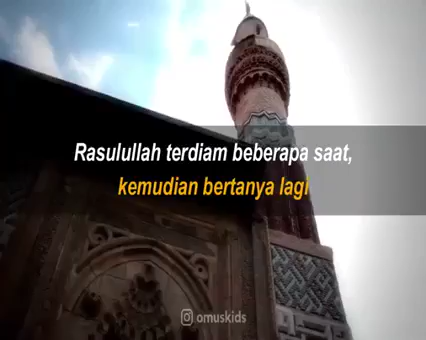 Rasulullah terdiam beberapa saat,
kemudian bertanya lagi
omuskids